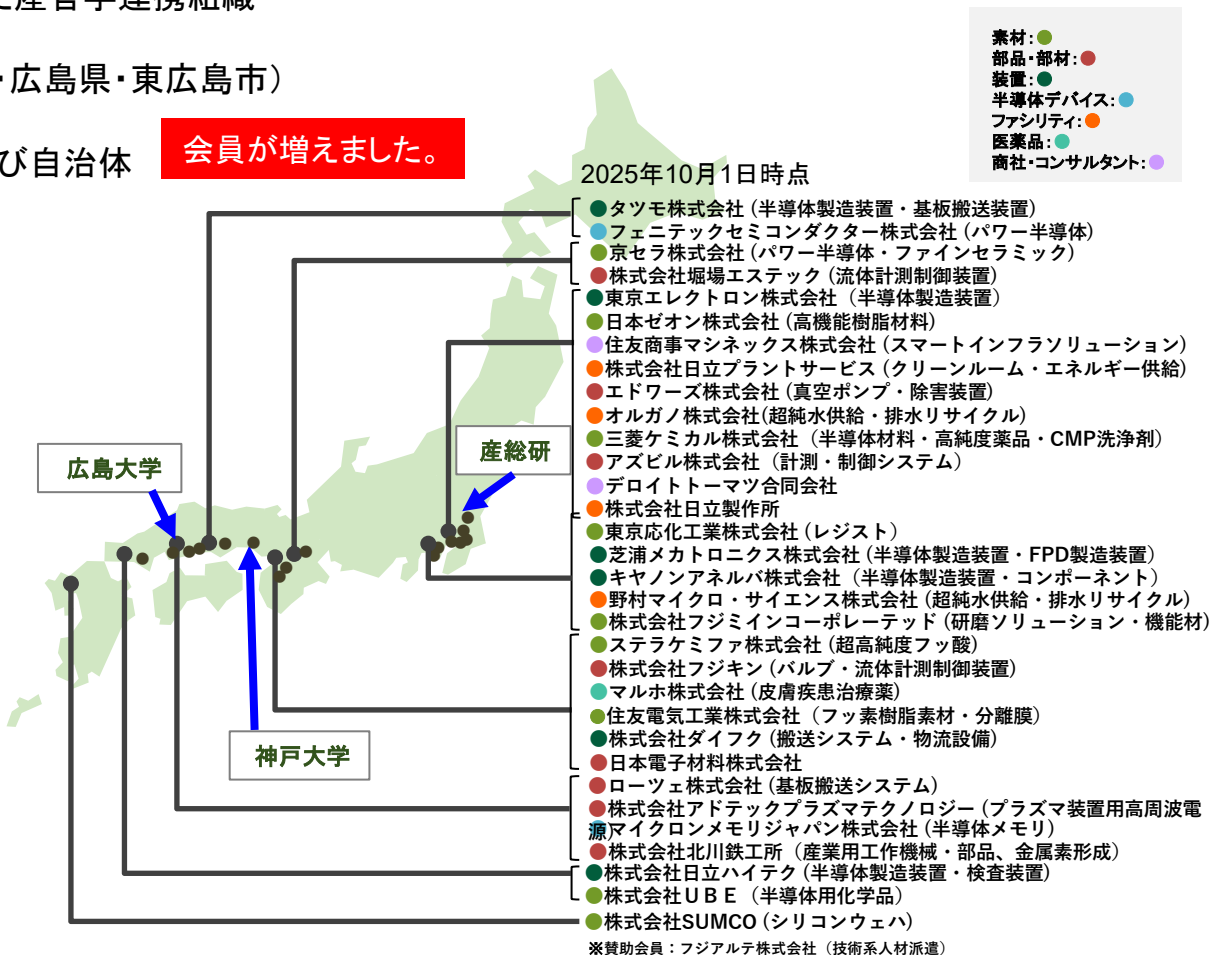 産官学連携組織
・広島県・東広島市）
び自治体
会員が増えました。
素材：
部品・部材：
装置：
半導体デバイス：
ファシリティ：
医薬品：
商社・コンサルタント：
2025年10月1日時点
タツモ株式会社 (半導体製造装置・基板搬送装置)
フェニテックセミコンダクター株式会社 (パワー半導体)
京セラ株式会社 (パワー半導体・ファインセラミック)
株式会社堀場エステック (流体計測制御装置)
東京エレクトロン株式会社（半導体製造装置）
日本ゼオン株式会社 (高機能樹脂材料)
住友商事マシネックス株式会社 (スマートインフラソリューション)
株式会社日立プラントサービス (クリーンルーム・エネルギー供給)
エドワーズ株式会社 (真空ポンプ・除害装置)
オルガノ株式会社(超純水供給・排水リサイクル)
三菱ケミカル株式会社（半導体材料・高純度薬品・CMP洗浄剤）
アズビル株式会社（計測・制御システム）
デロイトトーマツ合同会社
株式会社日立製作所
東京応化工業株式会社 (レジスト)
芝浦メカトロニクス株式会社 (半導体製造装置・FPD製造装置)
キヤノンアネルバ株式会社（半導体製造装置・コンポーネント）
野村マイクロ・サイエンス株式会社 (超純水供給・排水リサイクル)
株式会社フジミインコーポレーテッド (研磨ソリューション・機能材)
ステラケミファ株式会社 (超高純度フッ酸)
株式会社フジキン (バルブ・流体計測制御装置)
マルホ株式会社 (皮膚疾患治療薬)
住友電気工業株式会社（フッ素樹脂素材・分離膜）
株式会社ダイフク (搬送システム・物流設備)
日本電子材料株式会社
ローツェ株式会社 (基板搬送システム)
株式会社アドテックプラズマテクノロジー (プラズマ装置用高周波電
源)
マイクロンメモリジャパン株式会社 (半導体メモリ)
株式会社北川鉄工所（産業用工作機械・部品、金属素形成）
株式会社日立ハイテク (半導体製造装置・検査装置)
株式会社ＵＢＥ（半導体用化学品）
株式会社SUMCO (シリコンウェハ)
※賛助会員：フジアルテ株式会社（技術系人材派遣）
広島大学
産総研
神戸大学